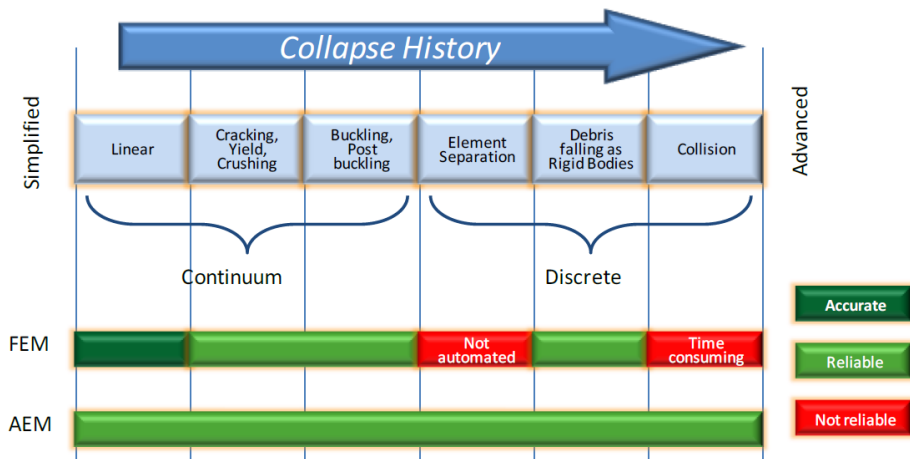 Collapse History
Simplified
Linear
Cracking,
Yield,
Crushing
Buckling,
Post
buckling
Element
Separation
Debris
falling as
Rigid Bodies
Collision
Advanced
Continuum
Discrete
Accurate
FEM
Not
automated
Time
consuming
Reliable
AEM
Not reliable